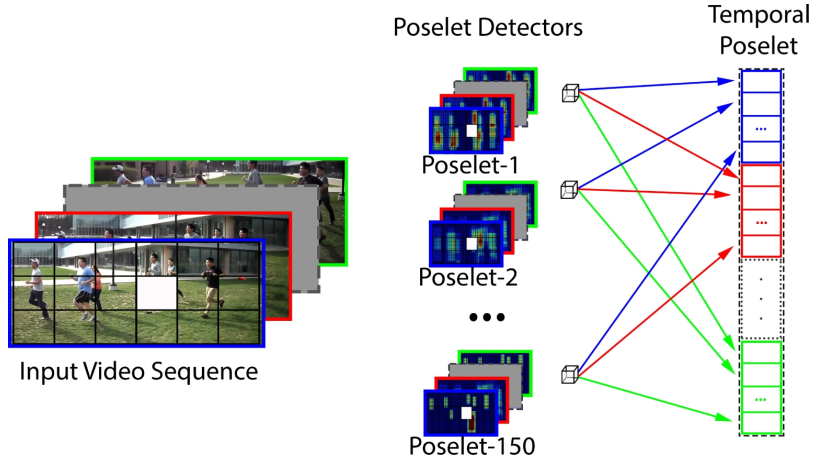 Poselet Detectors
Temporal
Poselet
Poselet-1
...
Poselet-2
...
...
Input Video Sequence
Poselet-150
...